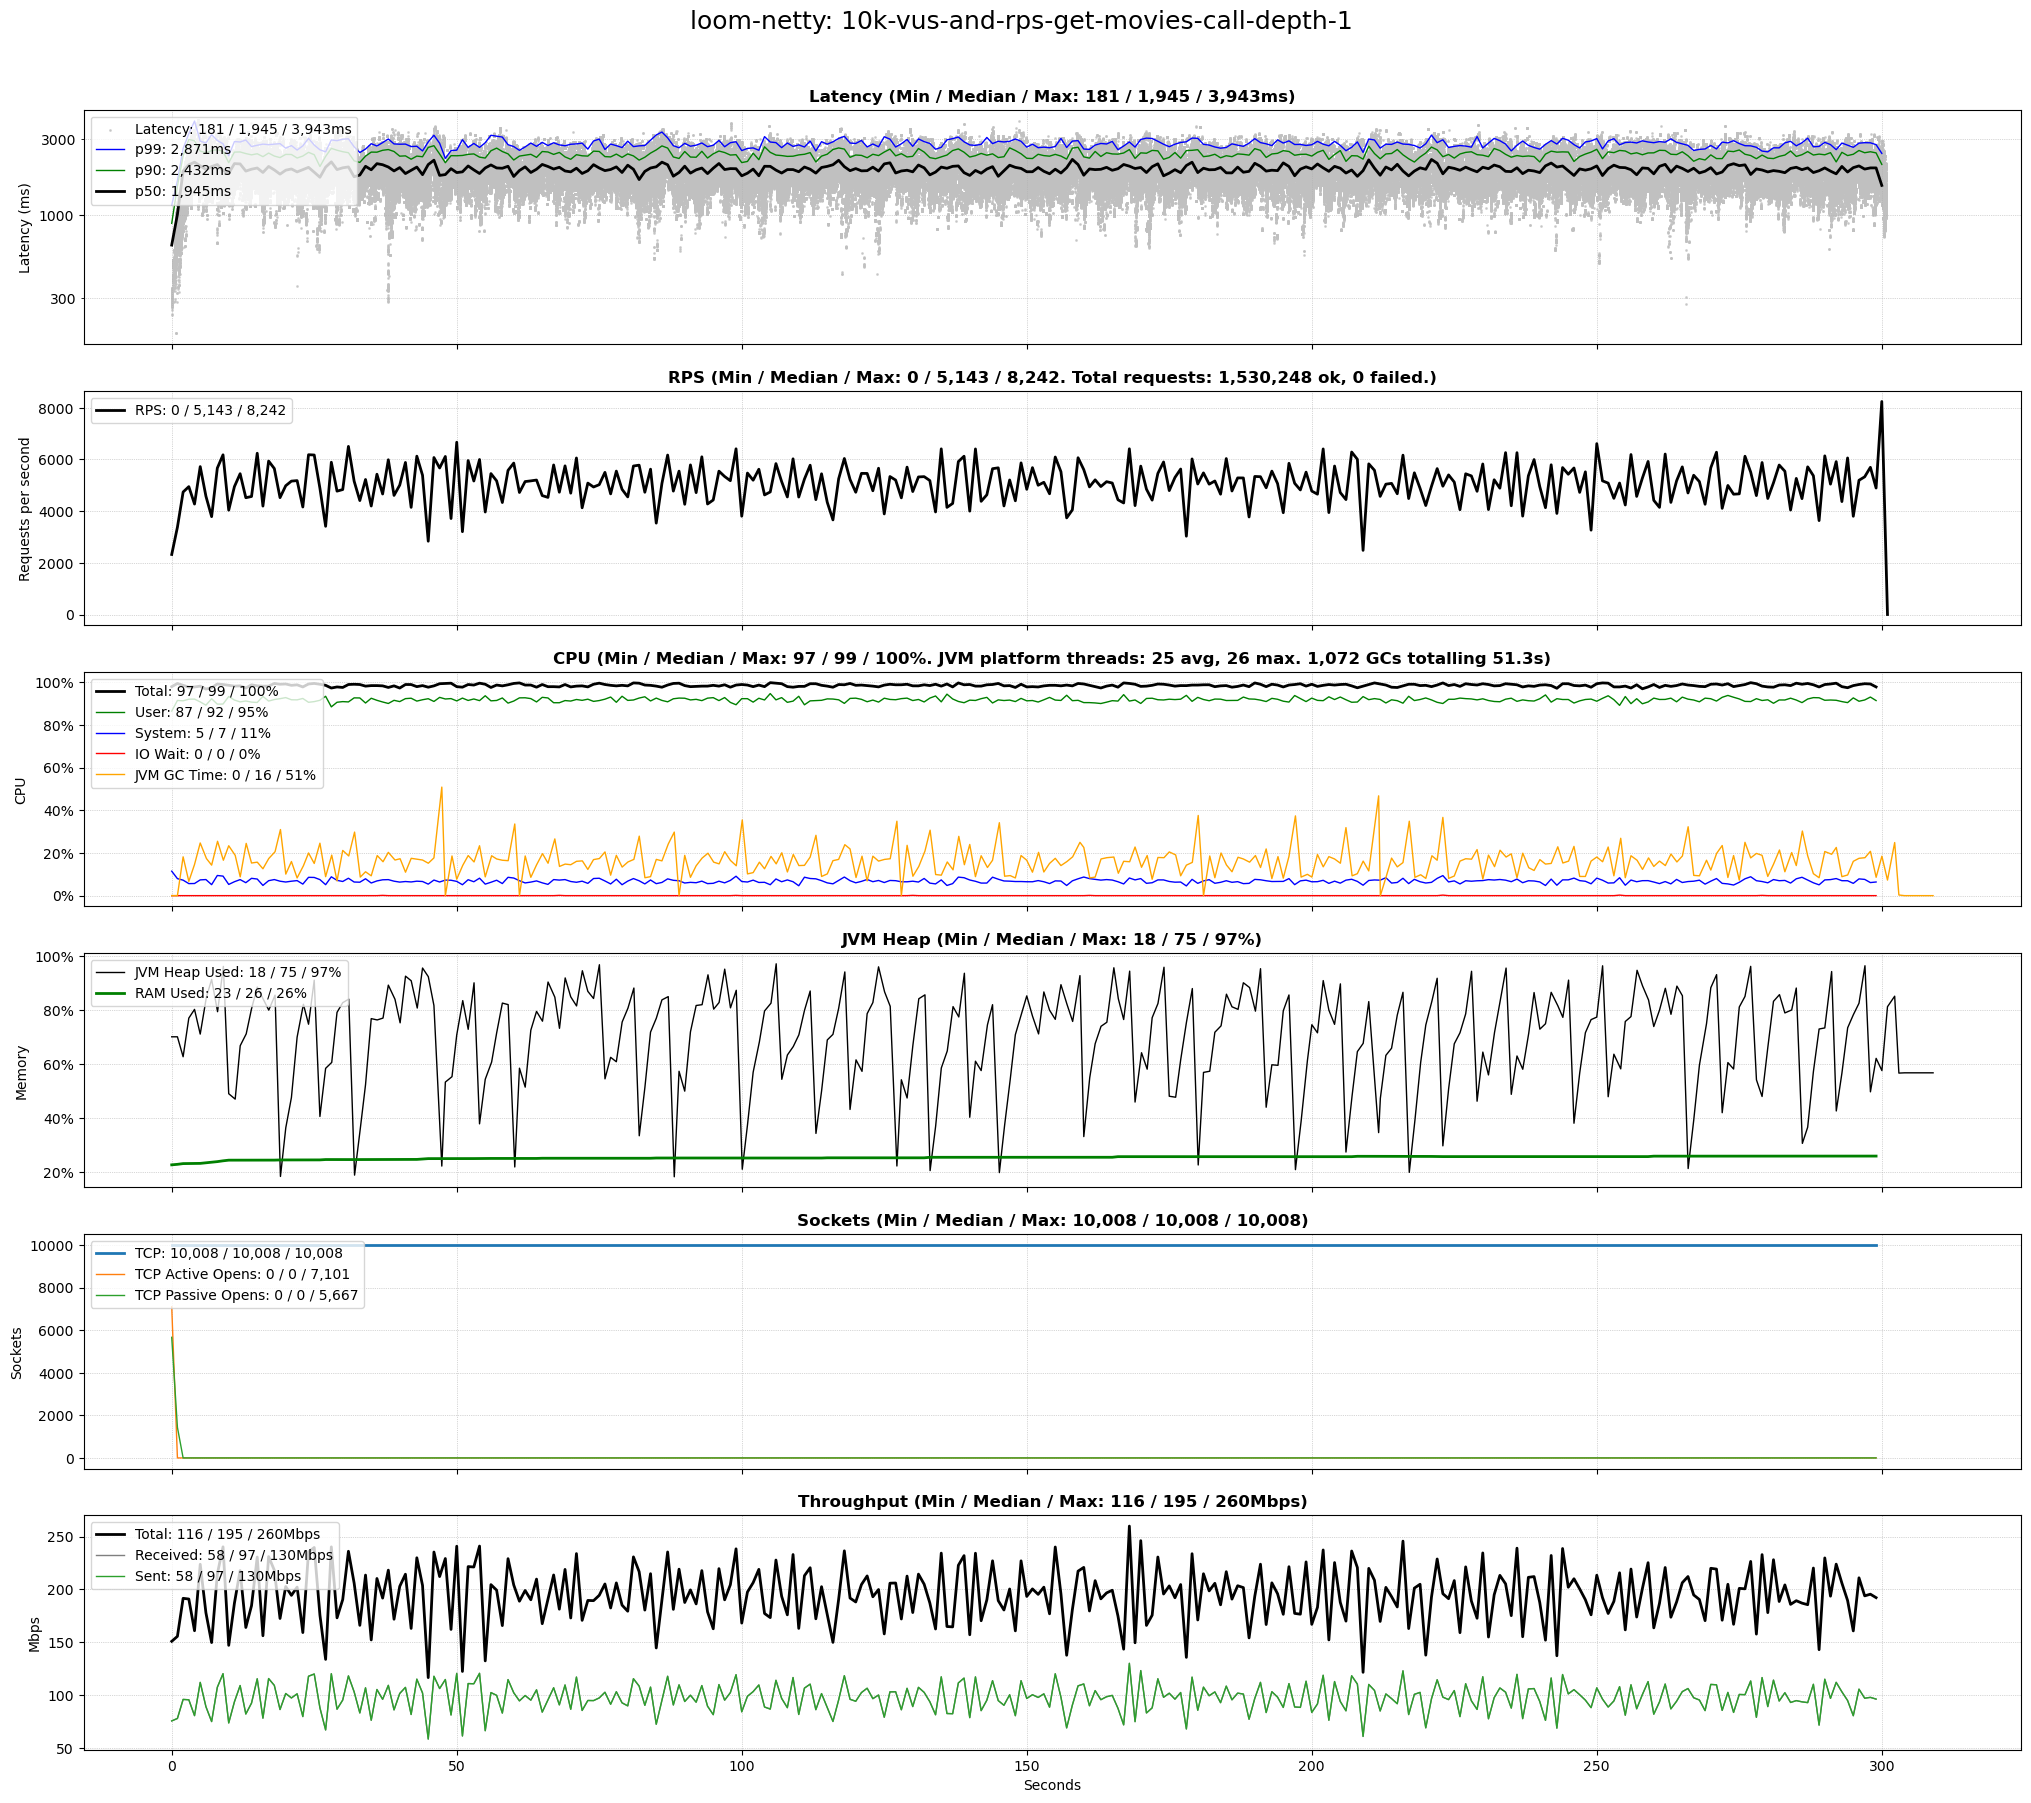 loom-netty: 10k-vus-and-rps-get-movies-call-depth-1
Latency (Min / Median / Max: 181 / 1,945 / 3,943ms)
Latency (ms)
3000
1000
300
Latency: 181 / 1,945 / 3,943ms
p99: 2,871ms
p90: 2,432ms
p50: 1,945ms
RPS (Min / Median / Max: 0 / 5,143 / 8,242. Total requests: 1,530,248 ok, 0 failed.)
Requests per second
8000
6000
4000
2000
0
RPS: 0 / 5,143 / 8,242
CPU (Min / Median / Max: 97 / 99 / 100%. JVM platform threads: 25 avg, 26 max. 1,072 GCs totalling 51.3s)
CPU
100%
80%
60%
40%
20%
0%
Total: 97 / 99 / 100%
User: 87 / 92 / 95%
System: 5 / 7 / 11%
IO Wait: 0 / 0 / 0%
JVM GC Time: 0 / 16 / 51%
JVM Heap (Min / Median / Max: 18 / 75 / 97%)
Memory
100%
80%
60%
40%
20%
JVM Heap Used: 18 / 75 / 97%
RAM Used: 23 / 26 / 26%
Sockets (Min / Median / Max: 10,008 / 10,008 / 10,008)
Sockets
10000
8000
6000
4000
2000
0
TCP: 10,008 / 10,008 / 10,008
TCP Active Opens: 0 / 0 / 7,101
TCP Passive Opens: 0 / 0 / 5,667
Throughput (Min / Median / Max: 116 / 195 / 260Mbps)
Mbps
250
200
150
100
50
Total: 116 / 195 / 260Mbps
Received: 58 / 97 / 130Mbps
Sent: 58 / 97 / 130Mbps
0 50 100 150 200 250 300
Seconds